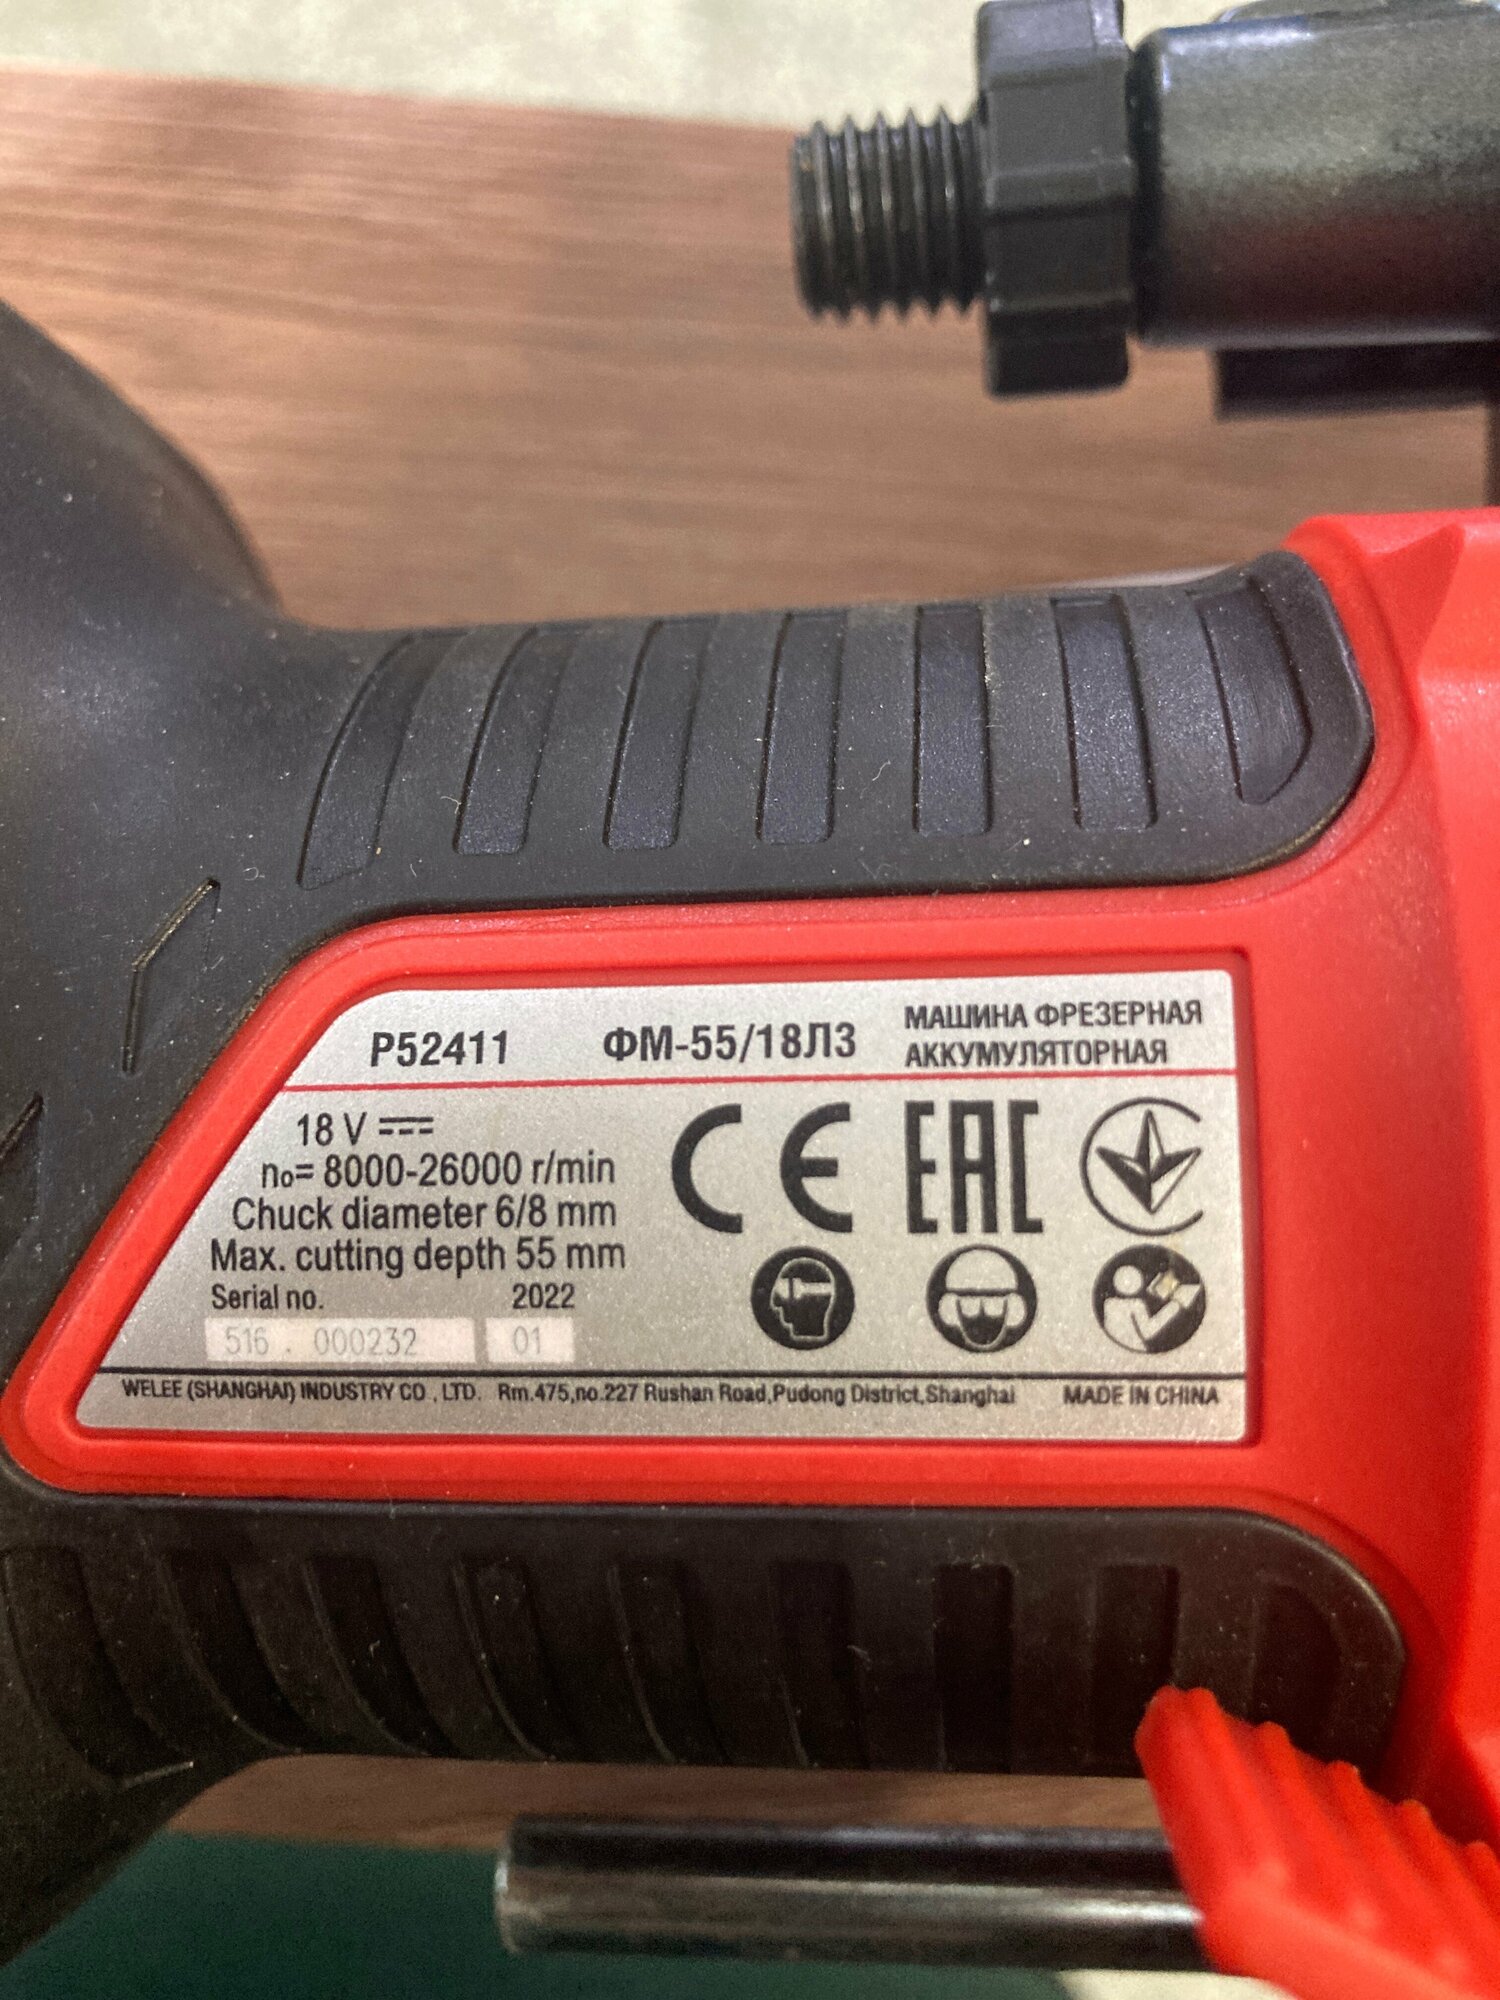 P52411 ФМ-55/18ЛЗ МАШИНА ФРЕЗЕРНАЯ
АККУМУЛЯТОРНАЯ
18 V
n₀= 8000-26000 r/min
Chuck diameter 6/8 mm
Max. cutting depth 55 mm
Serial no. 2022
516 . 000232 01
CE EAC
WELEE (SHANGHAI) INDUSTRY CO., LTD. Rm.475,no.227 Rushan Road,Pudong District,Shanghai MADE IN CHINA